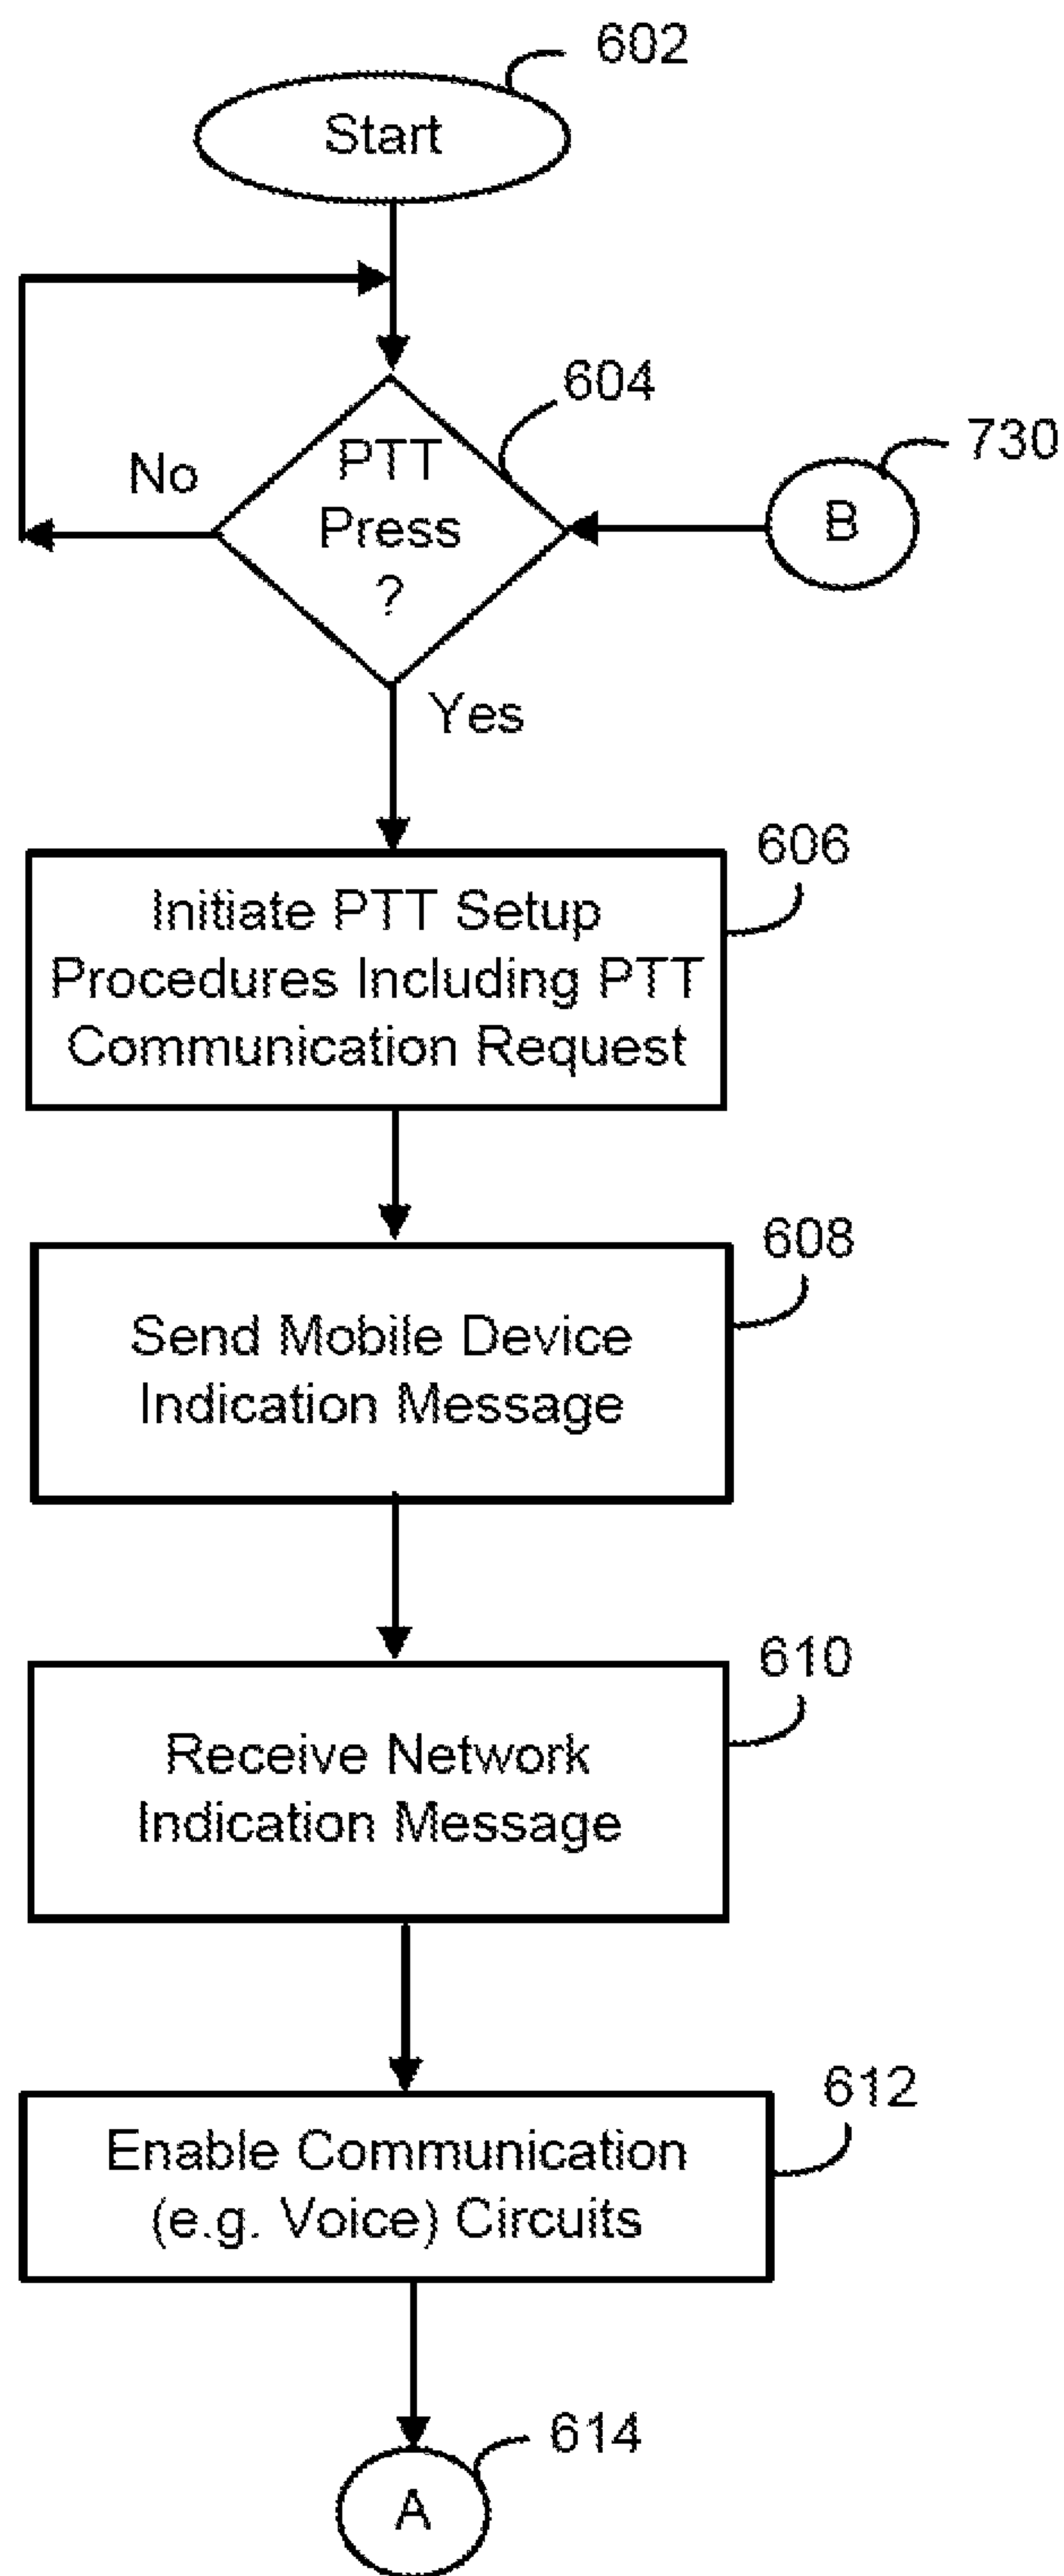 602
Start
604
730
No
PTT
Press
?
B
Yes
606
Initiate PTT Setup
Procedures Including PTT
Communication Request
608
Send Mobile Device
Indication Message
610
Receive Network
Indication Message
612
Enable Communication
(e.g. Voice) Circuits
614
A